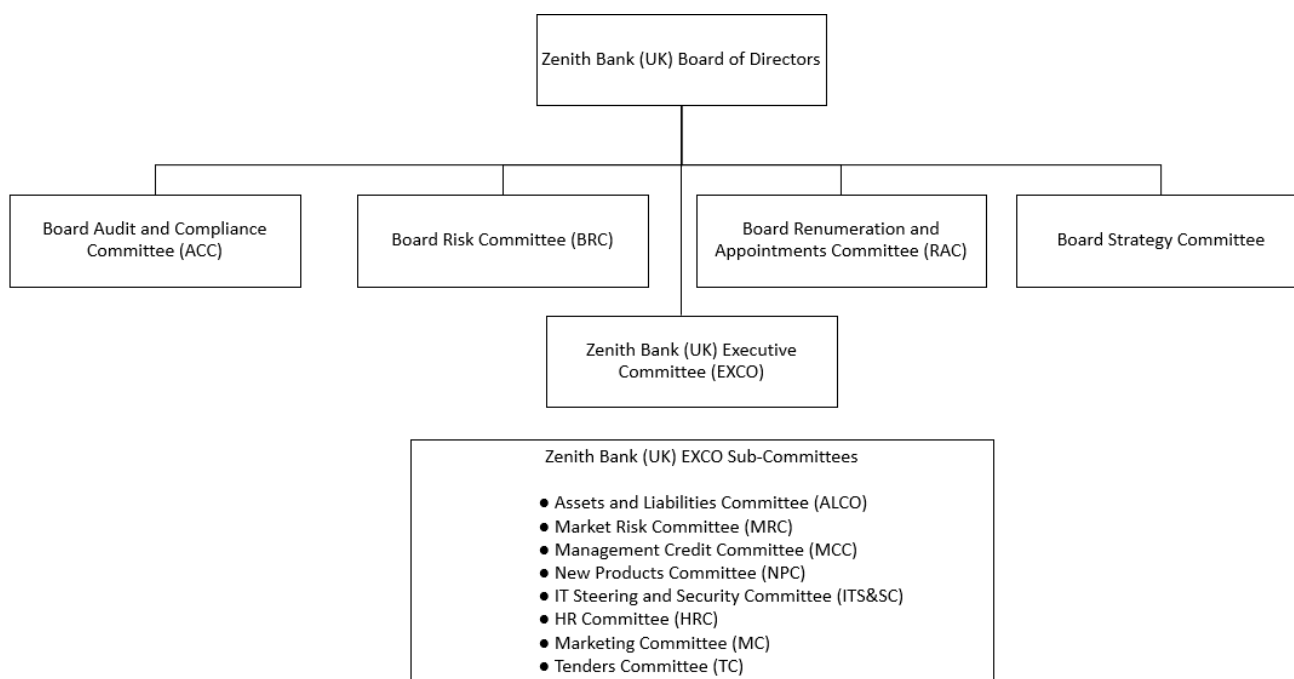 Zenith Bank (UK) Board of Directors
Board Audit and Compliance
Committee (ACC)
Board Risk Committee (BRC)
Board Renumeration and
Appointments Committee (RAC)
Board Strategy Committee
Zenith Bank (UK) Executive
Committee (EXCO)
Zenith Bank (UK) EXCO Sub-Committees
● Assets and Liabilities Committee (ALCO)
● Market Risk Committee (MRC)
● Management Credit Committee (MCC)
● New Products Committee (NPC)
● IT Steering and Security Committee (ITS&SC)
● HR Committee (HRC)
● Marketing Committee (MC)
● Tenders Committee (TC)